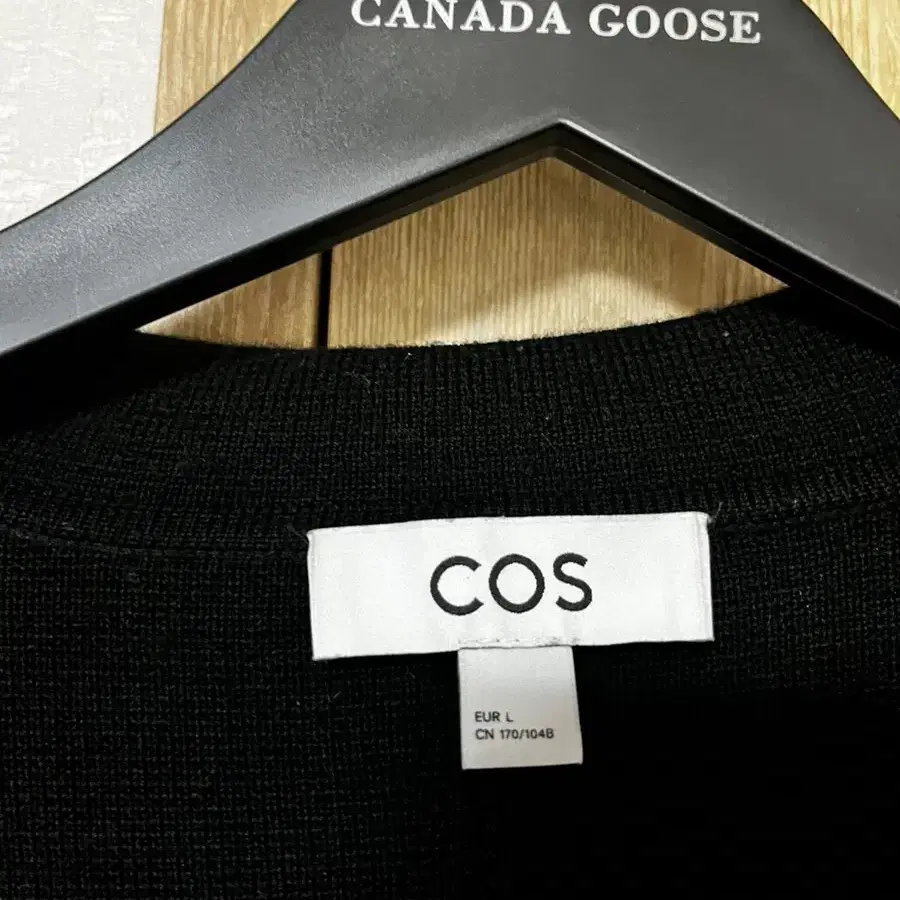 CANADA GOOSE
COS
EUR L
CN 170/104B